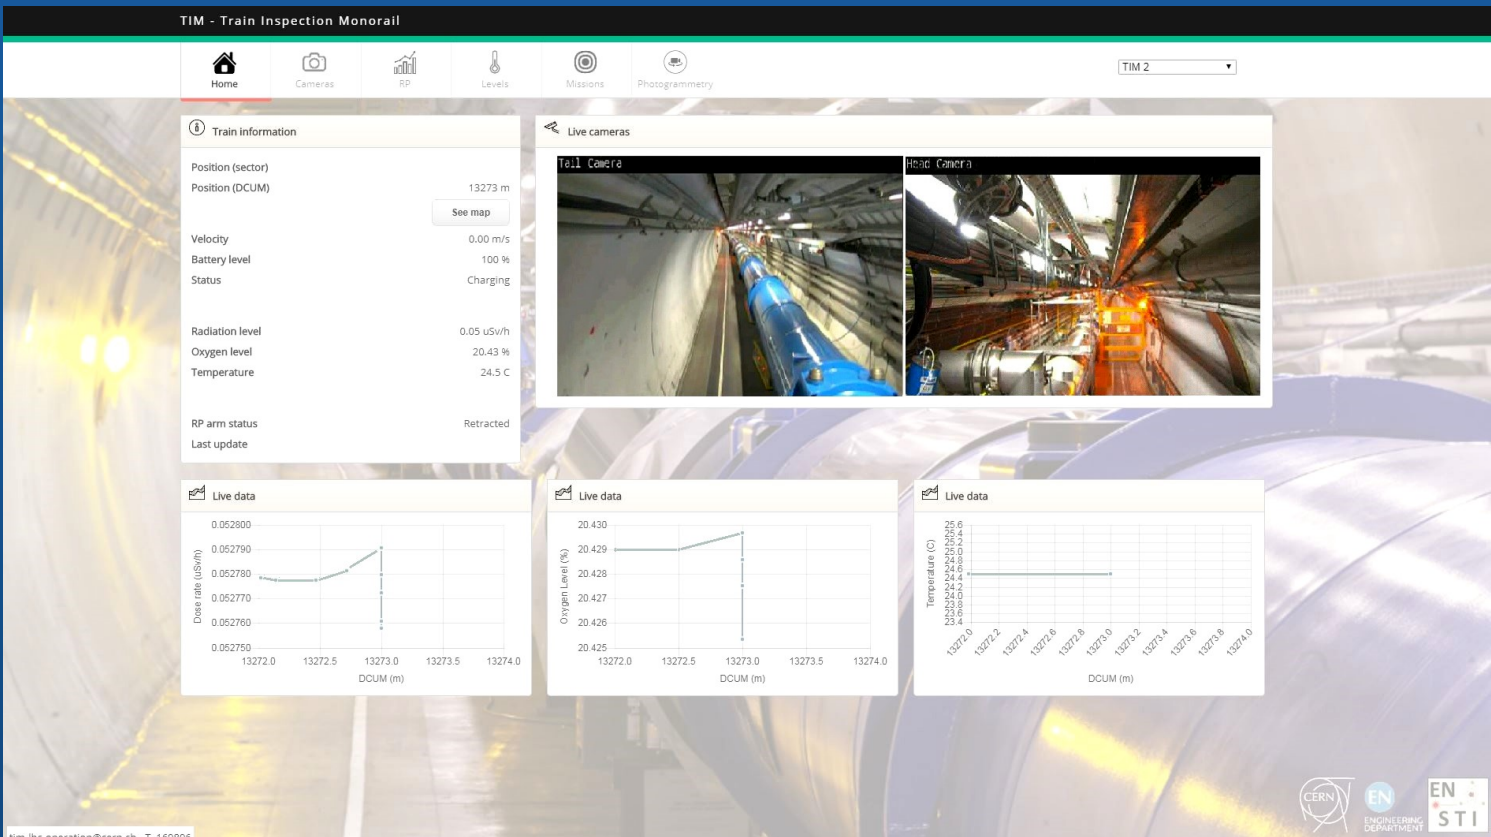 TIM - Train Inspection Monorail
Home
Cameras
RP
Levels
Missions
Photogrammetry
TIM 2
Train information
Position (sector)
Position (DCUM) 13273 m
See map
Velocity 0.00 m/s
Battery level 100 %
Status Charging
Radiation level 0.05 uSv/h
Oxygen level 20.43 %
Temperature 24.5 C
RP arm status Retracted
Last update
Live cameras
Tail Camera
Head Camera
Live data
Dose rate (uSv/h)
0.052800
0.052790
0.052780
0.052770
0.052760
0.052750
13272.0 13272.5 13273.0 13273.5 13274.0
DCUM (m)
Live data
Oxygen Level (%)
20.430
20.429
20.428
20.427
20.426
20.425
13272.0 13272.5 13273.0 13273.5 13274.0
DCUM (m)
Live data
Temperature (C)
25.6
25.4
25.2
25.0
24.8
24.6
24.4
24.2
24.0
23.8
23.6
23.4
13272.0 13272.2 13272.4 13272.6 13272.8 13273.0 13273.2 13273.4 13273.6 13273.8 13274.0
DCUM (m)
CERN
EN
ENGINEERING
DEPARTMENT
EN
STI